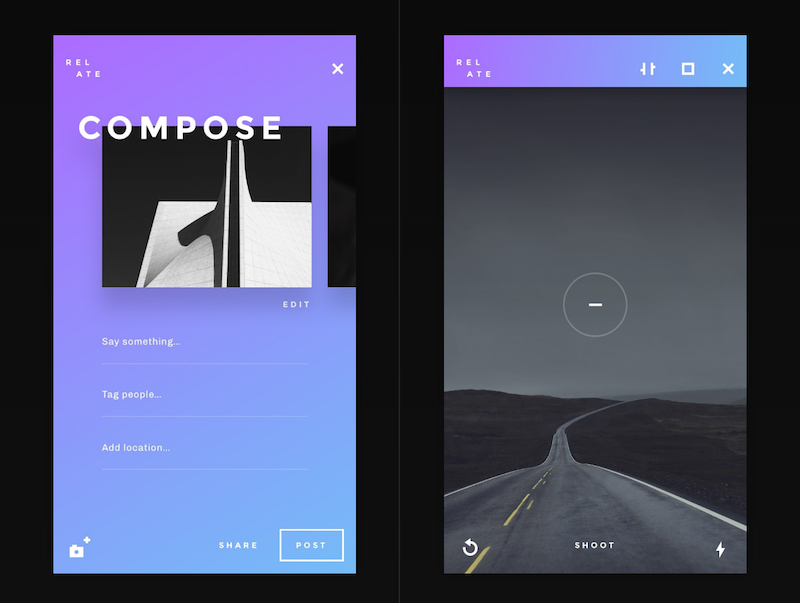 REL
ATE
COMPOSE
EDIT
Say something...
Tag people...
Add location...
SHARE
POST
REL
ATE
SHOOT